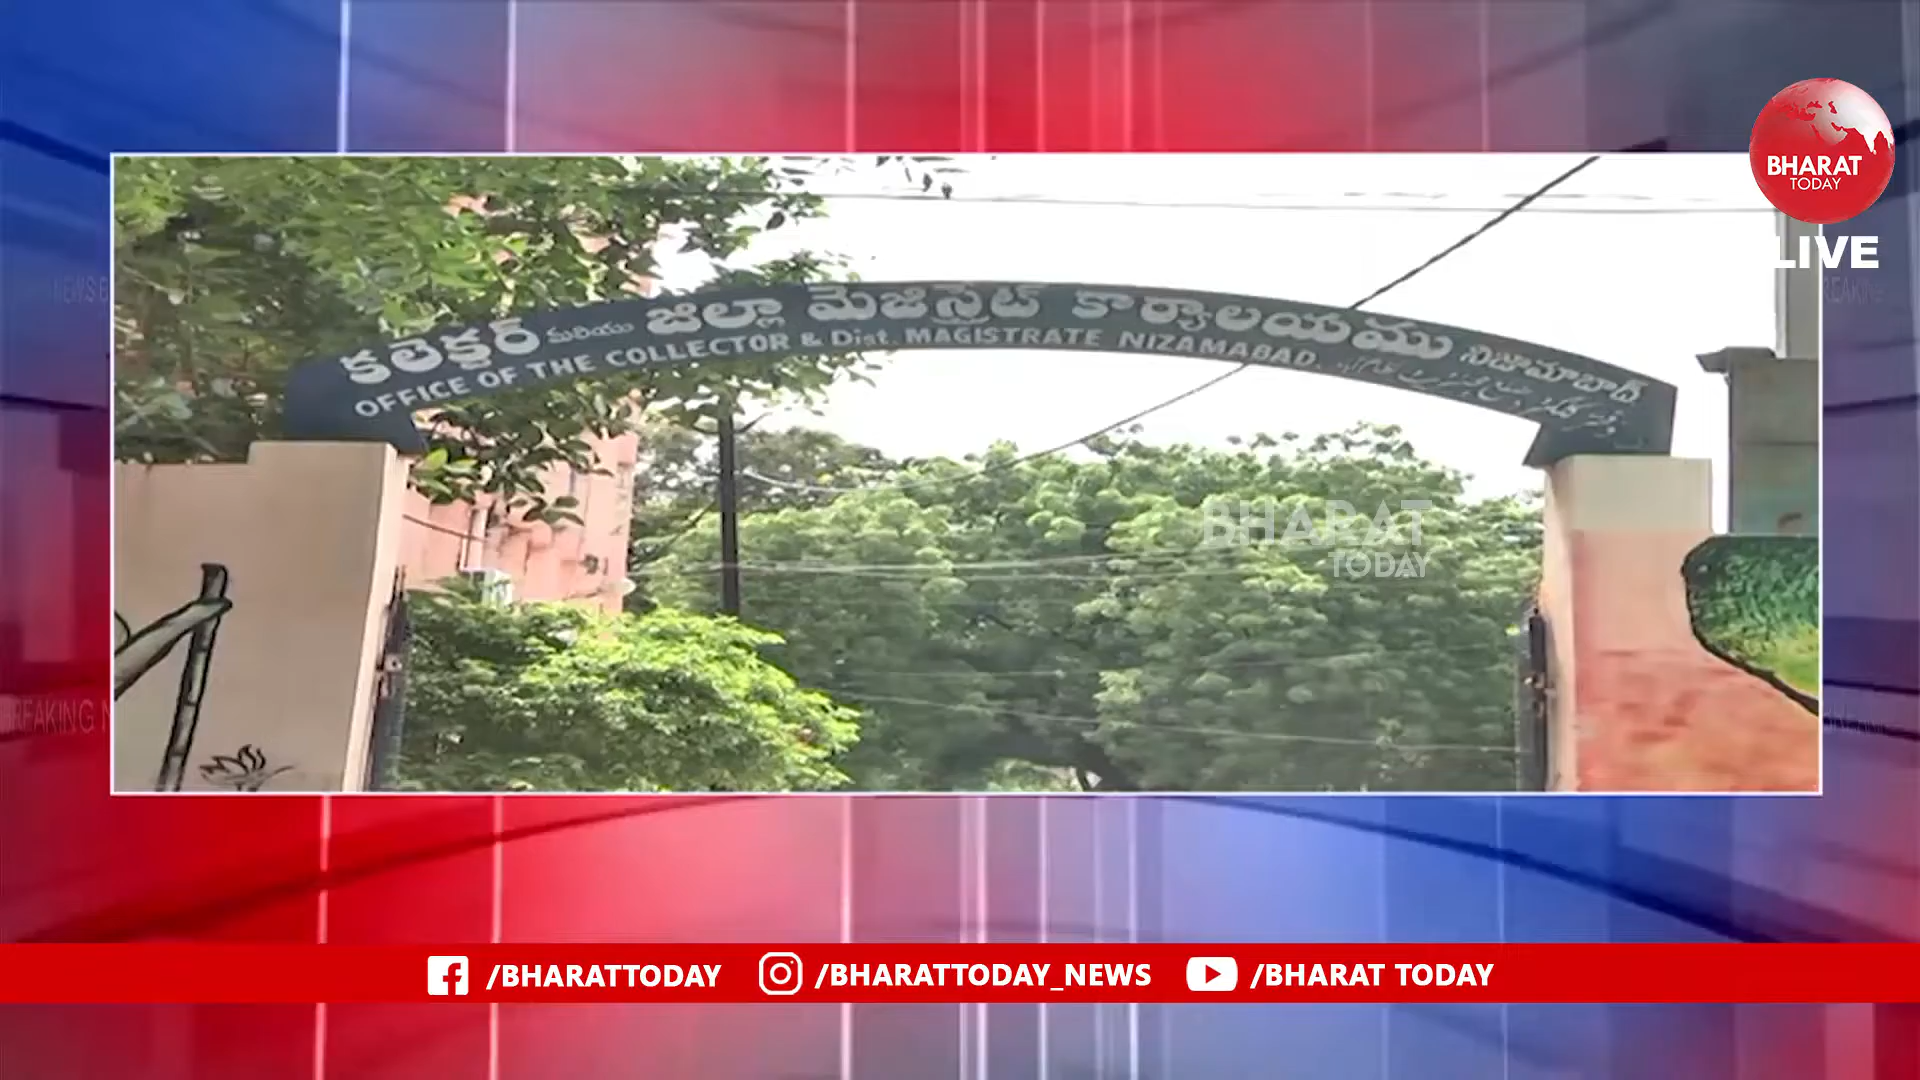 BHARAT
TODAY
LIVE
కలెక్టర్ మరియు జిల్లా మెజిస్ట్రేట్ కార్యాలయము నిజామాబాద్.
OFFICE OF THE COLLECTOR & Dist. MAGISTRATE NIZAMABAD.
BHARAT
TODAY
BREAKING
/BHARATTODAY
/BHARATTODAY_NEWS
/BHARAT TODAY